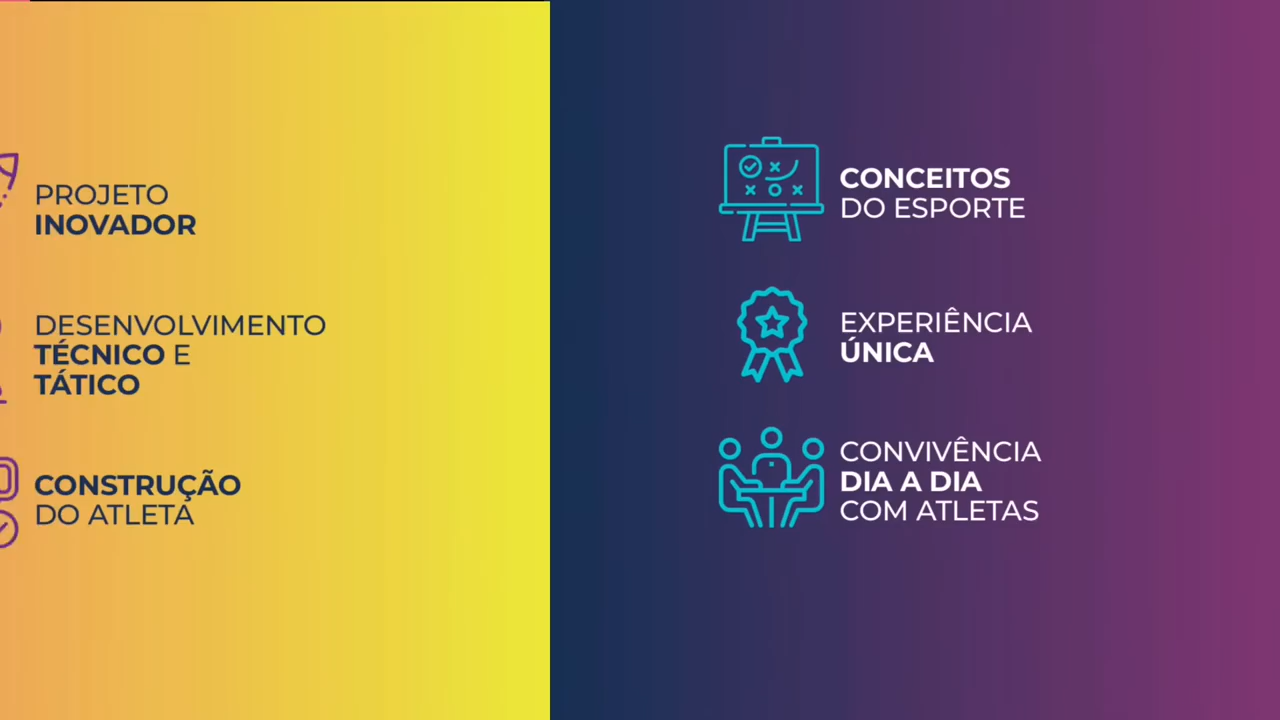 PROJETO
INOVADOR
DESENVOLVIMENTO
TÉCNICO E
TÁTICO
CONSTRUÇÃO
DO ATLETA
CONCEITOS
DO ESPORTE
EXPERIÊNCIA
ÚNICA
CONVIVÊNCIA
DIA A DIA
COM ATLETAS